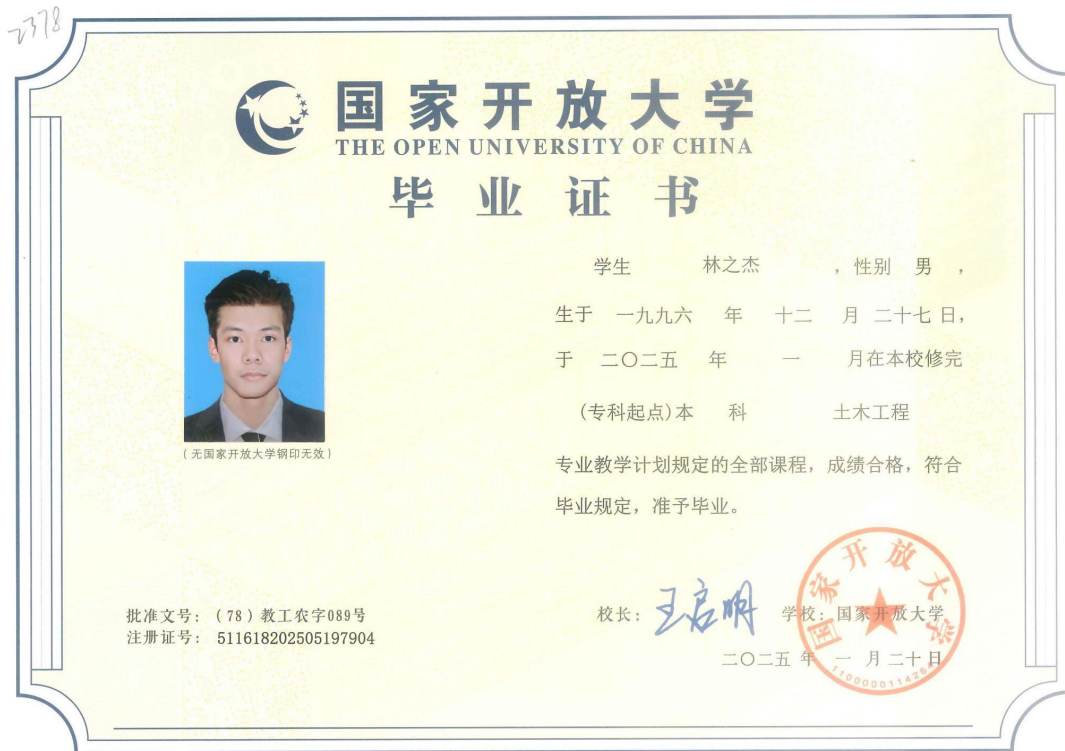 2378
国家开放大学
THE OPEN UNIVERSITY OF CHINA
毕业证书
学生 林之杰 ，性别 男 ，
生于 一九九六 年 十二 月 二十七 日，
于 二〇二五 年 一 月在本校修完
(专科起点)本 科 土木工程
专业教学计划规定的全部课程，成绩合格，符合
毕业规定，准予毕业。
(无国家开放大学钢印无效)
批准文号：（78）教工农字089号
注册证号： 511618202505197904
校长： 王启明 学校：国家开放大学
二〇二五 年 一 月 二十 日
国家开放大学